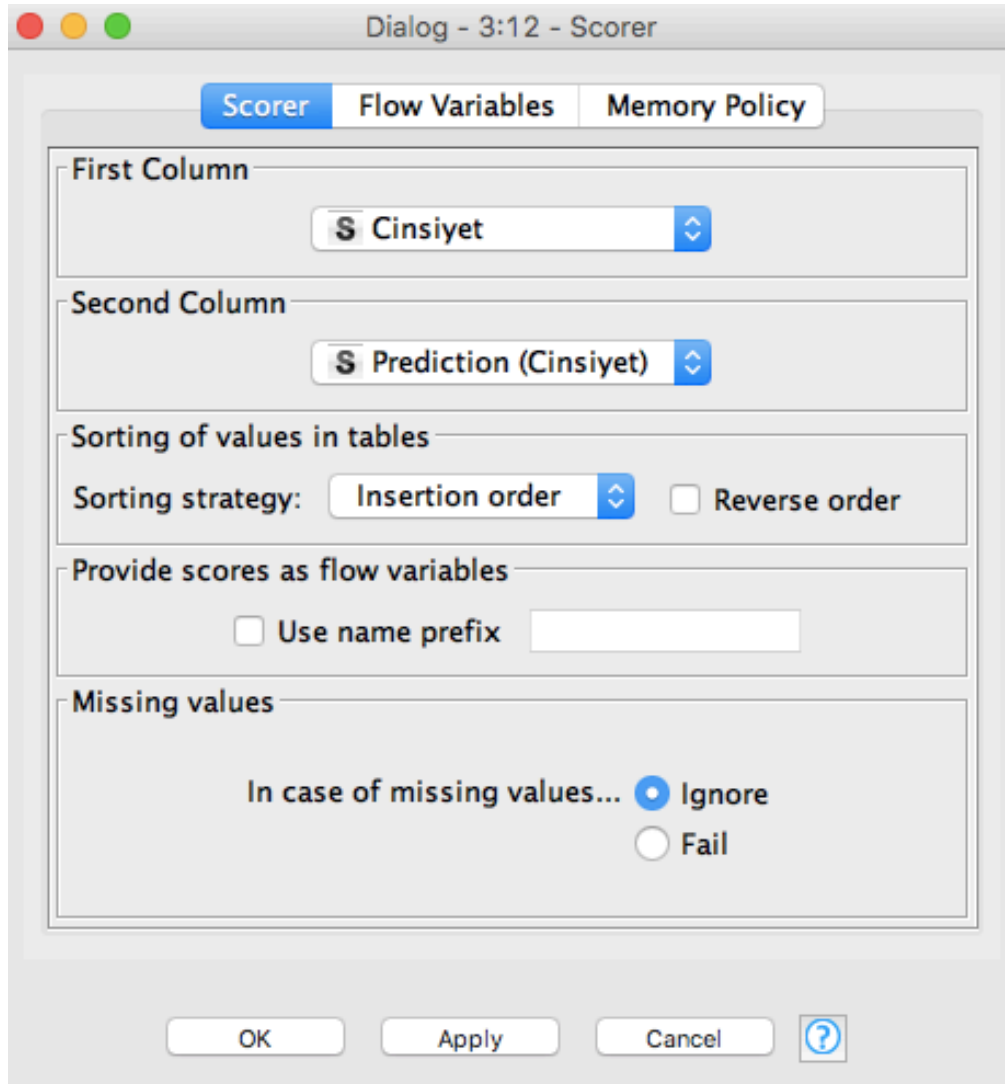 Dialog - 3:12 - Scorer
Scorer Flow Variables Memory Policy
First Column
S Cinsiyet
Second Column
S Prediction (Cinsiyet)
Sorting of values in tables
Sorting strategy: Insertion order Reverse order
Provide scores as flow variables
Use name prefix
Missing values
In case of missing values... Ignore
Fail
OK Apply Cancel ?